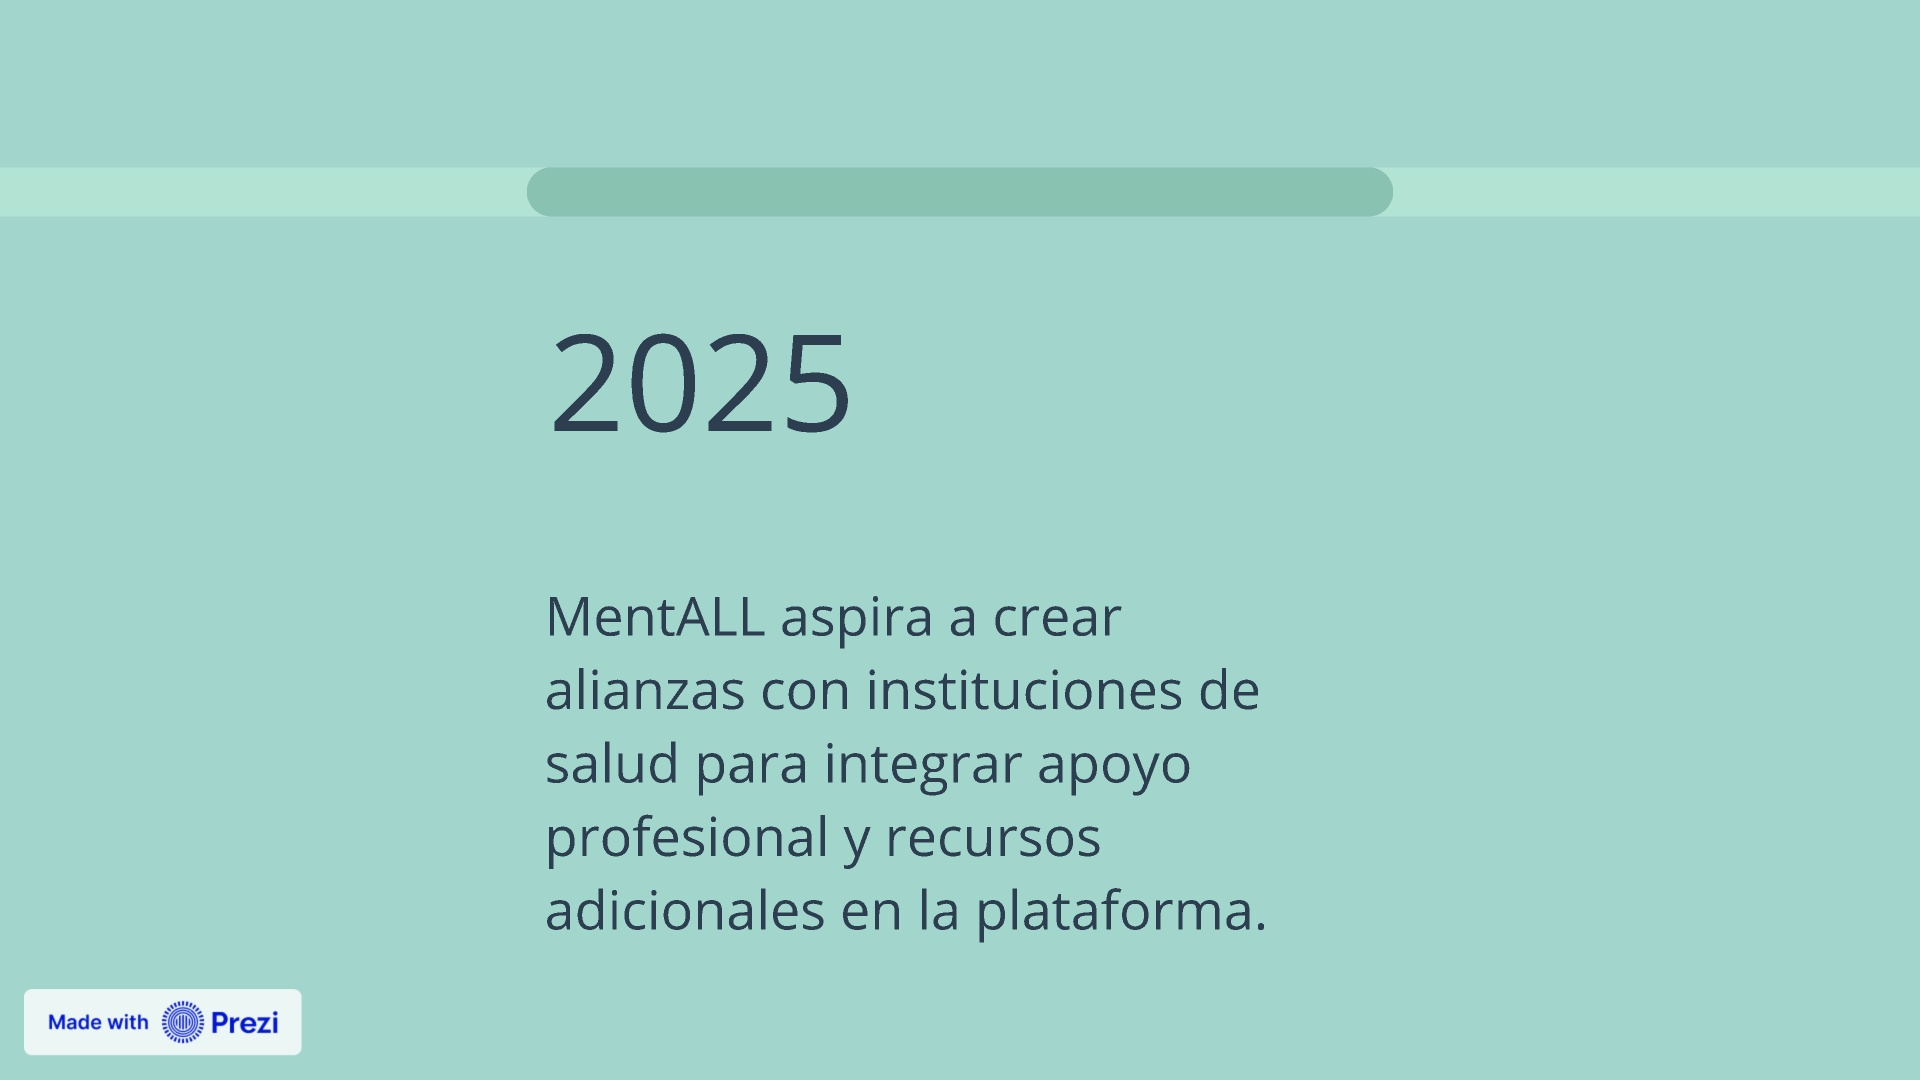 2025
MentALL aspira a crear
alianzas con instituciones de
salud para integrar apoyo
profesional y recursos
adicionales en la plataforma.
Made with Prezi